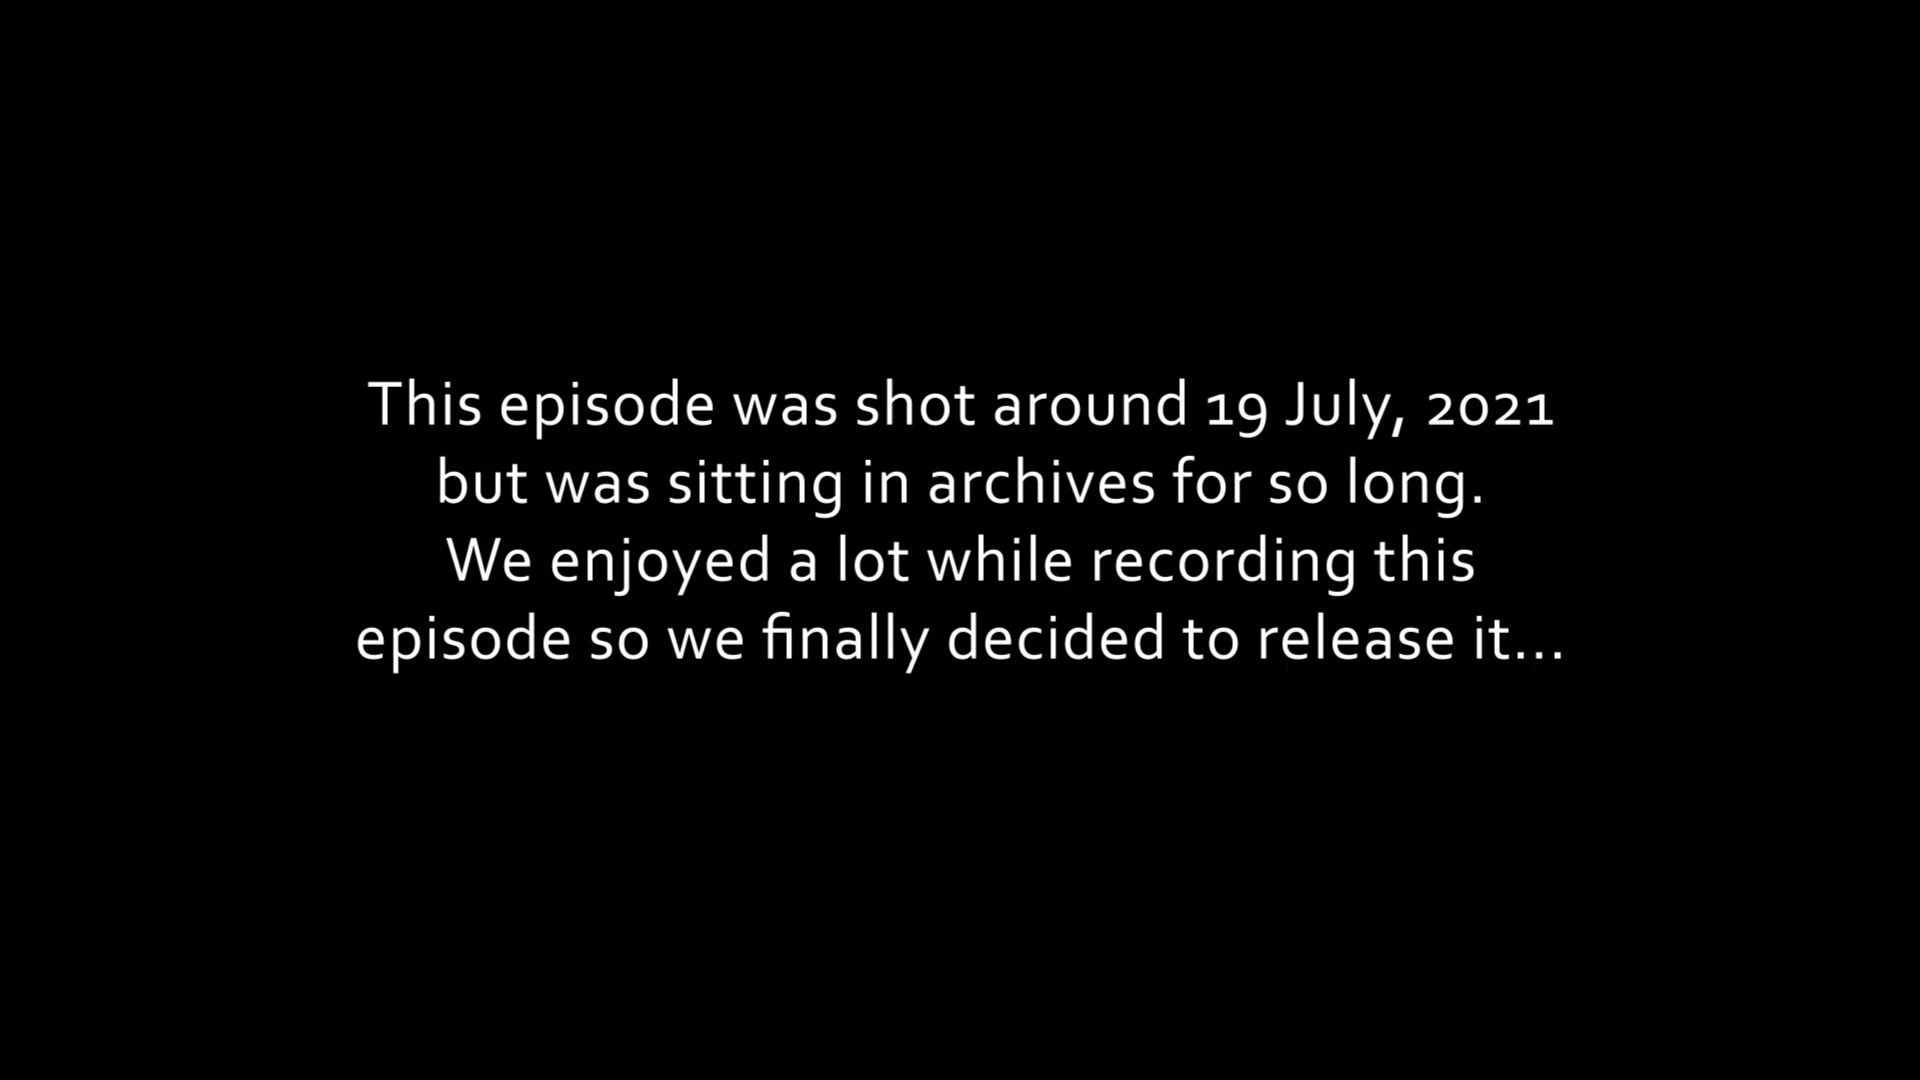 This episode was shot around 19 July, 2021
but was sitting in archives for so long.
We enjoyed a lot while recording this
episode so we finally decided to release it...